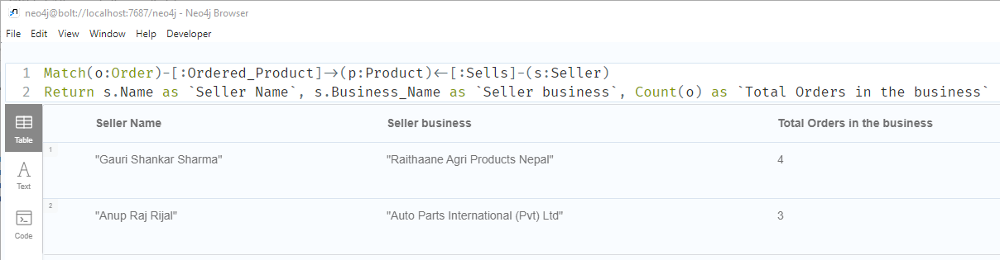 neo4j@bolt://localhost:7687/neo4j - Neo4j Browser
File Edit View Window Help Developer
1 Match(o:Order)-[:Ordered_Product]->(p:Product)<-[:Sells]-(s:Seller)
2 Return s.Name as `Seller Name`, s.Business_Name as `Seller business`, Count(o) as `Total Orders in the business`
Table
Text
Code
Seller Name Seller business Total Orders in the business
1 "Gauri Shankar Sharma" "Raithaane Agri Products Nepal" 4
2 "Anup Raj Rijal" "Auto Parts International (Pvt) Ltd" 3